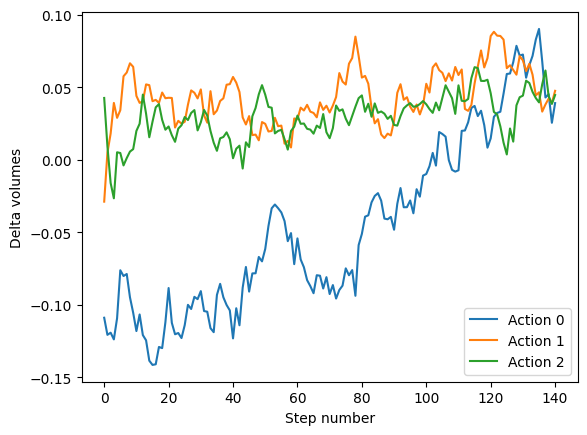 0.10
0.05
0.00
−0.05
−0.10
−0.15
Delta volumes
0 20 40 60 80 100 120 140
Step number
Action 0
Action 1
Action 2